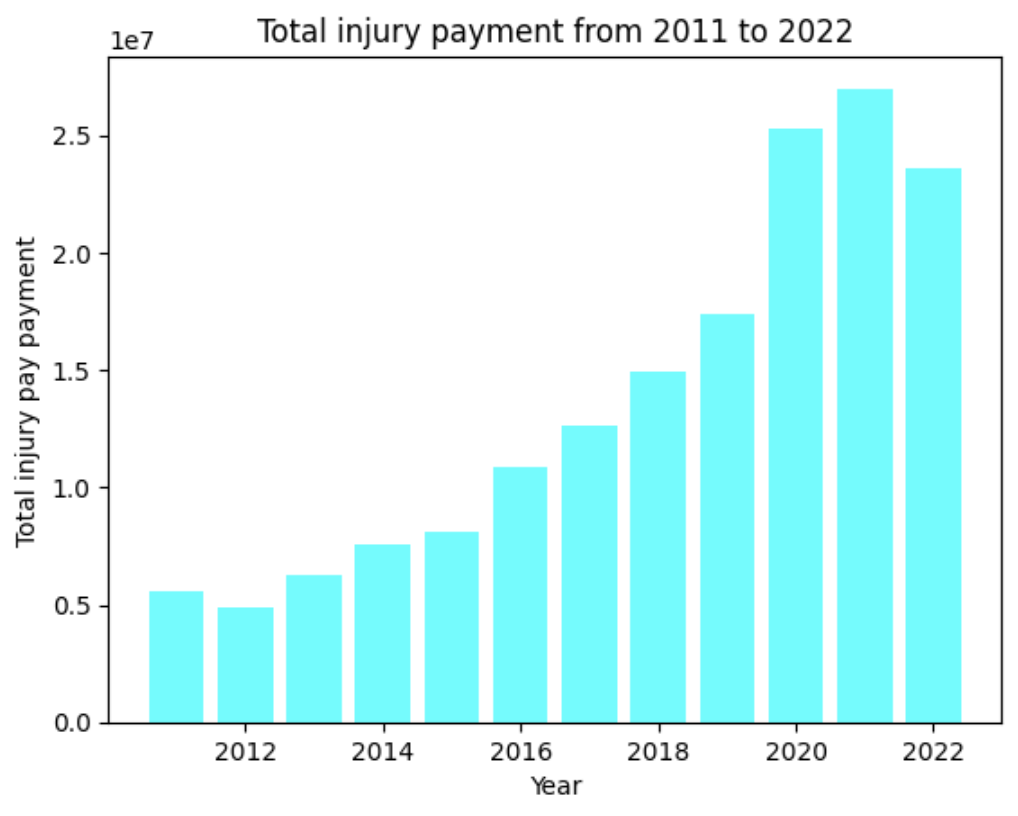 Total injury payment from 2011 to 2022
1e7
2.5
2.0
1.5
1.0
0.5
0.0
Total injury pay payment
2012 2014 2016 2018 2020 2022
Year